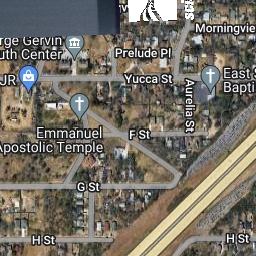 Morningvie
rge Gervin
uth Center
Prelude Pl
JR
Yucca St
East S
Bapti
Aurelia St
Emmanuel
Apostolic Temple
F St
G St
H St
H St